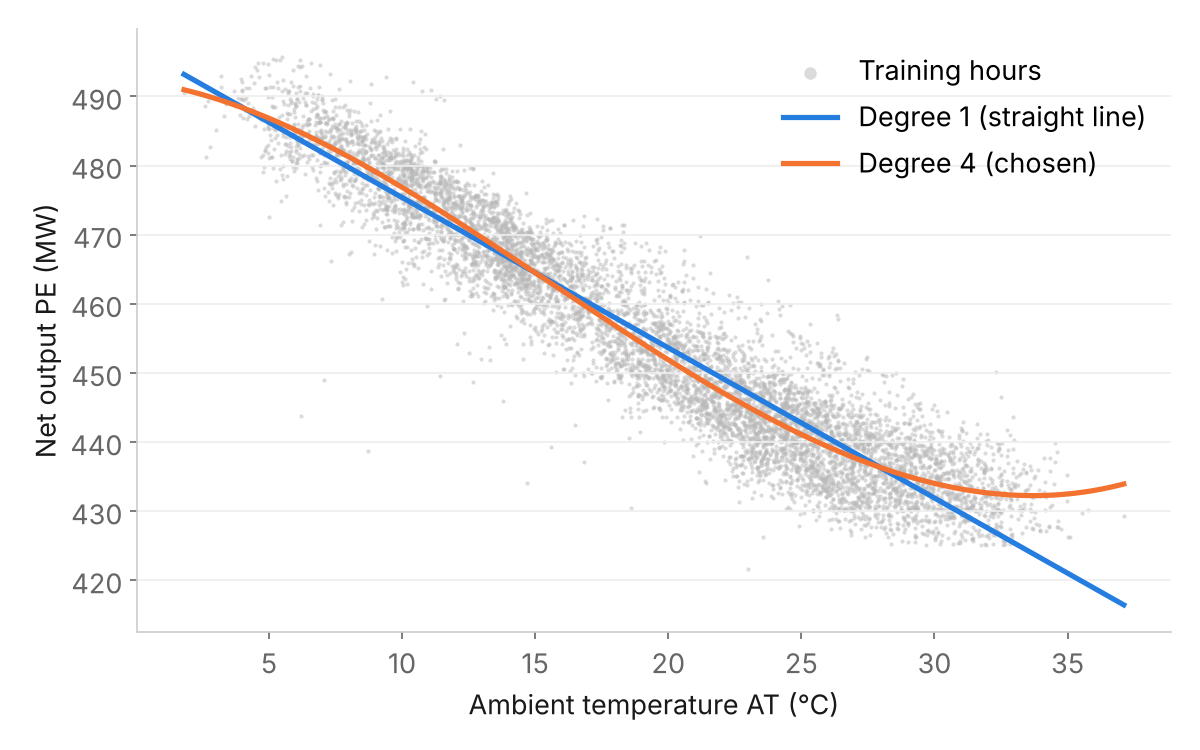 Training hours
Degree 1 (straight line)
Degree 4 (chosen)
Net output PE (MW)
490
480
470
460
450
440
430
420
5 10 15 20 25 30 35
Ambient temperature AT (°C)